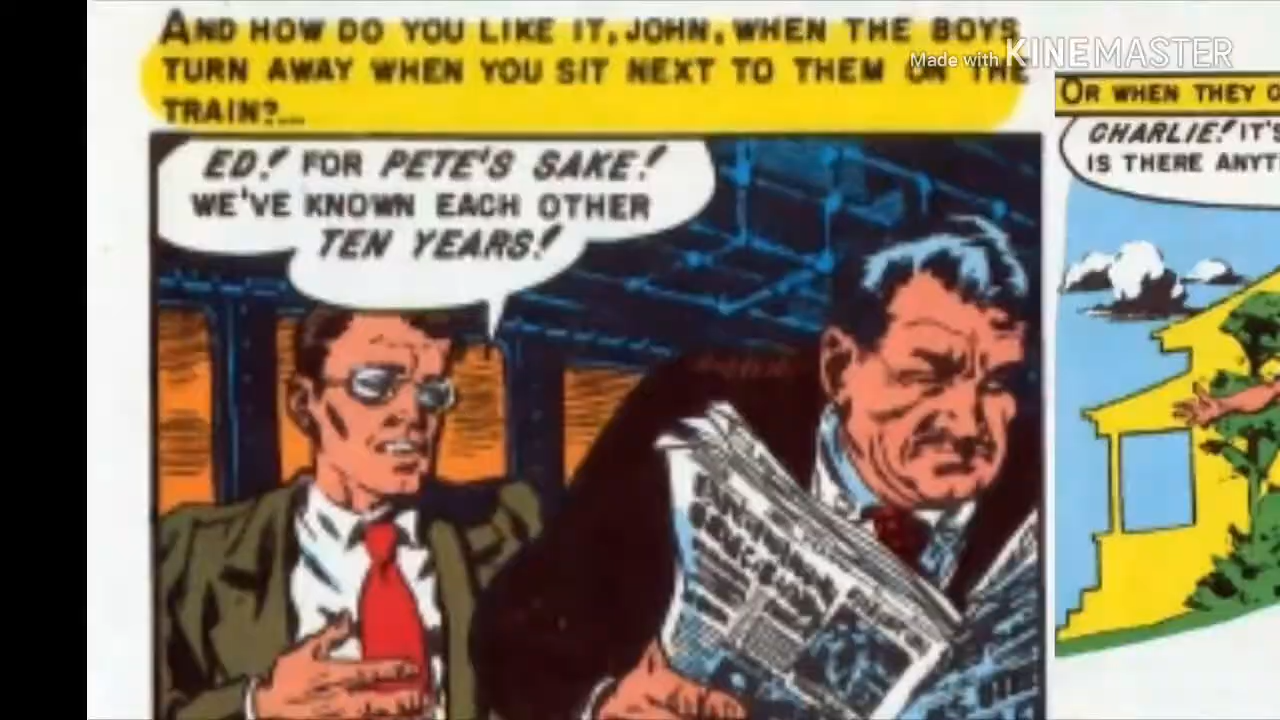 AND HOW DO YOU LIKE IT, JOHN, WHEN THE BOYS
TURN AWAY WHEN YOU SIT NEXT TO THEM ON THE
TRAIN?...
Made with KINEMASTER
ED! FOR PETE'S SAKE!
WE'VE KNOWN EACH OTHER
TEN YEARS!
OR WHEN THEY
CHARLIE! IT'S
IS THERE